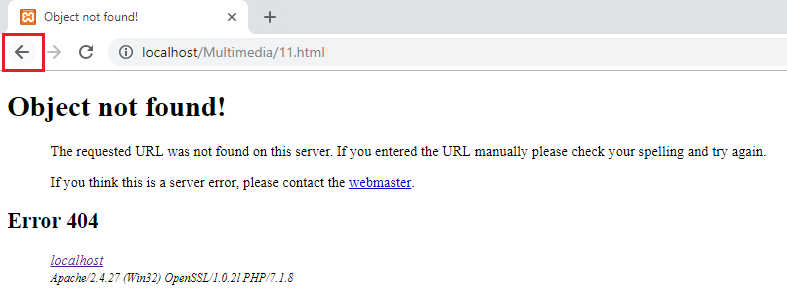 Object not found!
localhost/Multimedia/11.html
Object not found!
The requested URL was not found on this server. If you entered the URL manually please check your spelling and try again.
If you think this is a server error, please contact the webmaster.
Error 404
localhost
Apache/2.4.27 (Win32) OpenSSL/1.0.2l PHP/7.1.8